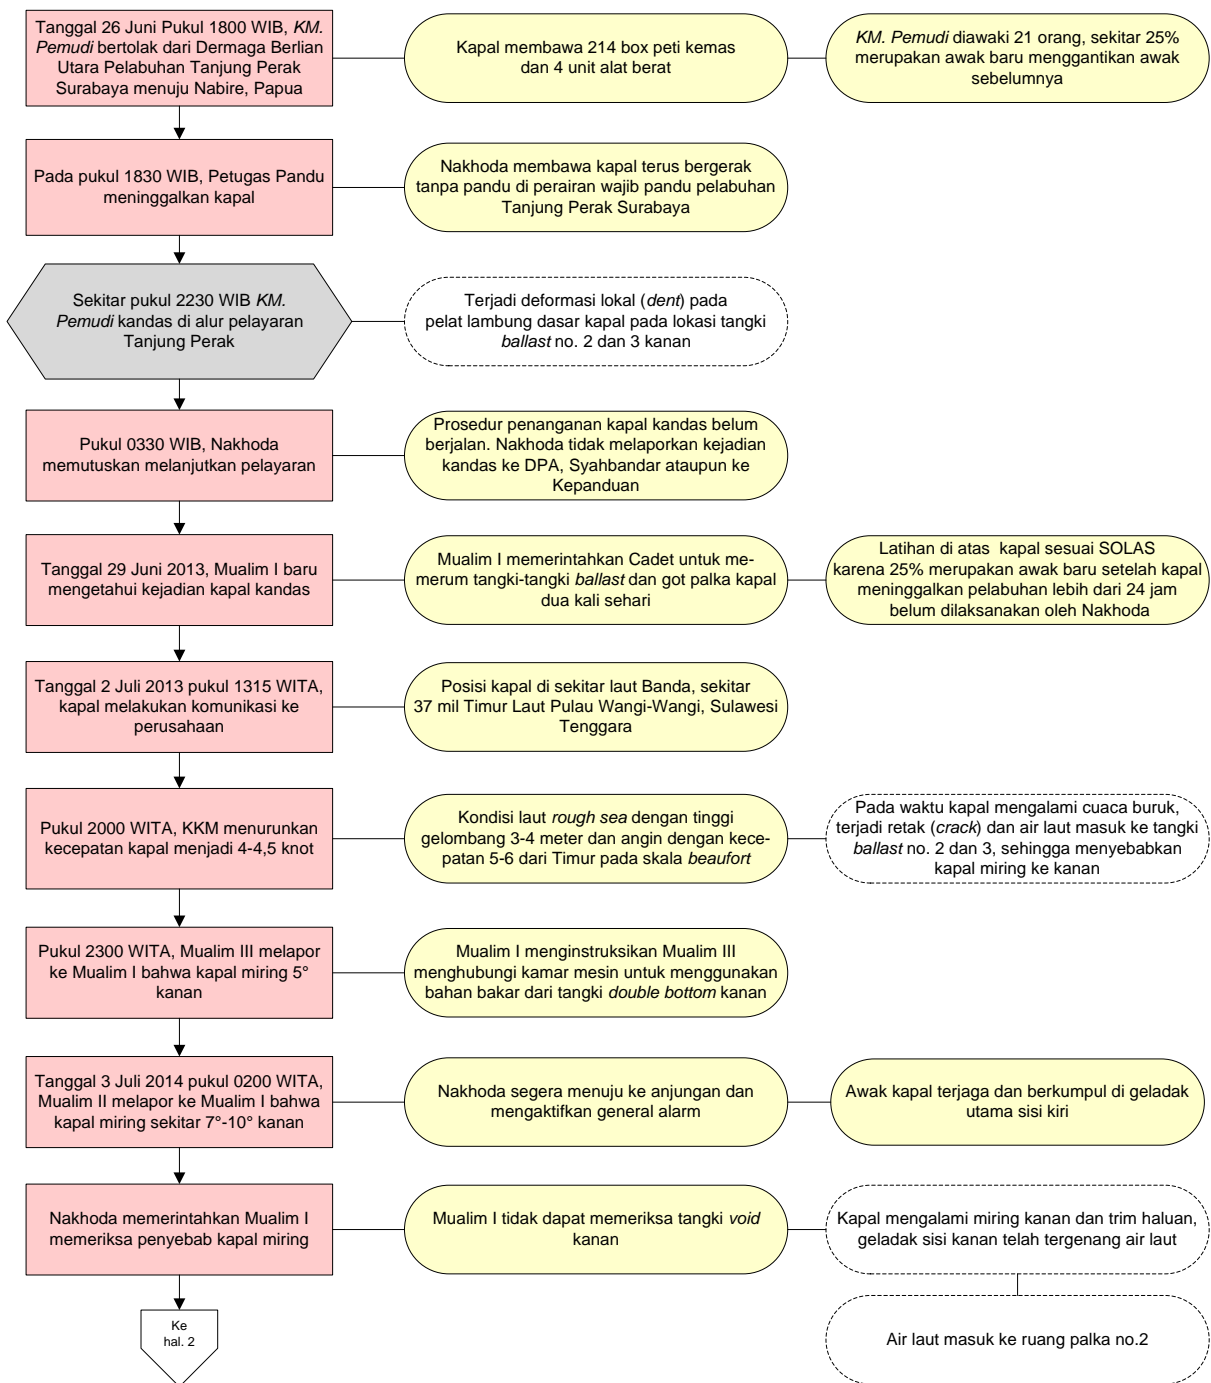 Tanggal 26 Juni Pukul 1800 WIB, KM.
Pemudi bertolak dari Dermaga Berlian
Utara Pelabuhan Tanjung Perak
Surabaya menuju Nabire, Papua
Kapal membawa 214 box peti kemas
dan 4 unit alat berat
KM. Pemudi diawaki 21 orang, sekitar 25%
merupakan awak baru menggantikan awak
sebelumnya
Pada pukul 1830 WIB, Petugas Pandu
meninggalkan kapal
Nakhoda membawa kapal terus bergerak
tanpa pandu di perairan wajib pandu pelabuhan
Tanjung Perak Surabaya
Sekitar pukul 2230 WIB KM.
Pemudi kandas di alur pelayaran
Tanjung Perak
Terjadi deformasi lokal (dent) pada
pelat lambung dasar kapal pada lokasi tangki
ballast no. 2 dan 3 kanan
Pukul 0330 WIB, Nakhoda
memutuskan melanjutkan pelayaran
Prosedur penanganan kapal kandas belum
berjalan. Nakhoda tidak melaporkan kejadian
kandas ke DPA, Syahbandar ataupun ke
Kepanduan
Tanggal 29 Juni 2013, Mualim I baru
mengetahui kejadian kapal kandas
Mualim I memerintahkan Cadet untuk me-
merum tangki-tangki ballast dan got palka kapal
dua kali sehari
Latihan di atas kapal sesuai SOLAS
karena 25% merupakan awak baru setelah kapal
meninggalkan pelabuhan lebih dari 24 jam
belum dilaksanakan oleh Nakhoda
Tanggal 2 Juli 2013 pukul 1315 WITA,
kapal melakukan komunikasi ke
perusahaan
Posisi kapal di sekitar laut Banda, sekitar
37 mil Timur Laut Pulau Wangi-Wangi, Sulawesi
Tenggara
Pukul 2000 WITA, KKM menurunkan
kecepatan kapal menjadi 4-4,5 knot
Kondisi laut rough sea dengan tinggi
gelombang 3-4 meter dan angin dengan kece-
patan 5-6 dari Timur pada skala beaufort
Pada waktu kapal mengalami cuaca buruk,
terjadi retak (crack) dan air laut masuk ke tangki
ballast no. 2 dan 3, sehingga menyebabkan
kapal miring ke kanan
Pukul 2300 WITA, Mualim III melapor
ke Mualim I bahwa kapal miring 5°
kanan
Mualim I menginstruksikan Mualim III
menghubungi kamar mesin untuk menggunakan
bahan bakar dari tangki double bottom kanan
Tanggal 3 Juli 2014 pukul 0200 WITA,
Mualim II melapor ke Mualim I bahwa
kapal miring sekitar 7°-10° kanan
Nakhoda segera menuju ke anjungan dan
mengaktifkan general alarm
Awak kapal terjaga dan berkumpul di geladak
utama sisi kiri
Nakhoda memerintahkan Mualim I
memeriksa penyebab kapal miring
Mualim I tidak dapat memeriksa tangki void
kanan
Kapal mengalami miring kanan dan trim haluan,
geladak sisi kanan telah tergenang air laut
Ke
hal. 2
Air laut masuk ke ruang palka no.2